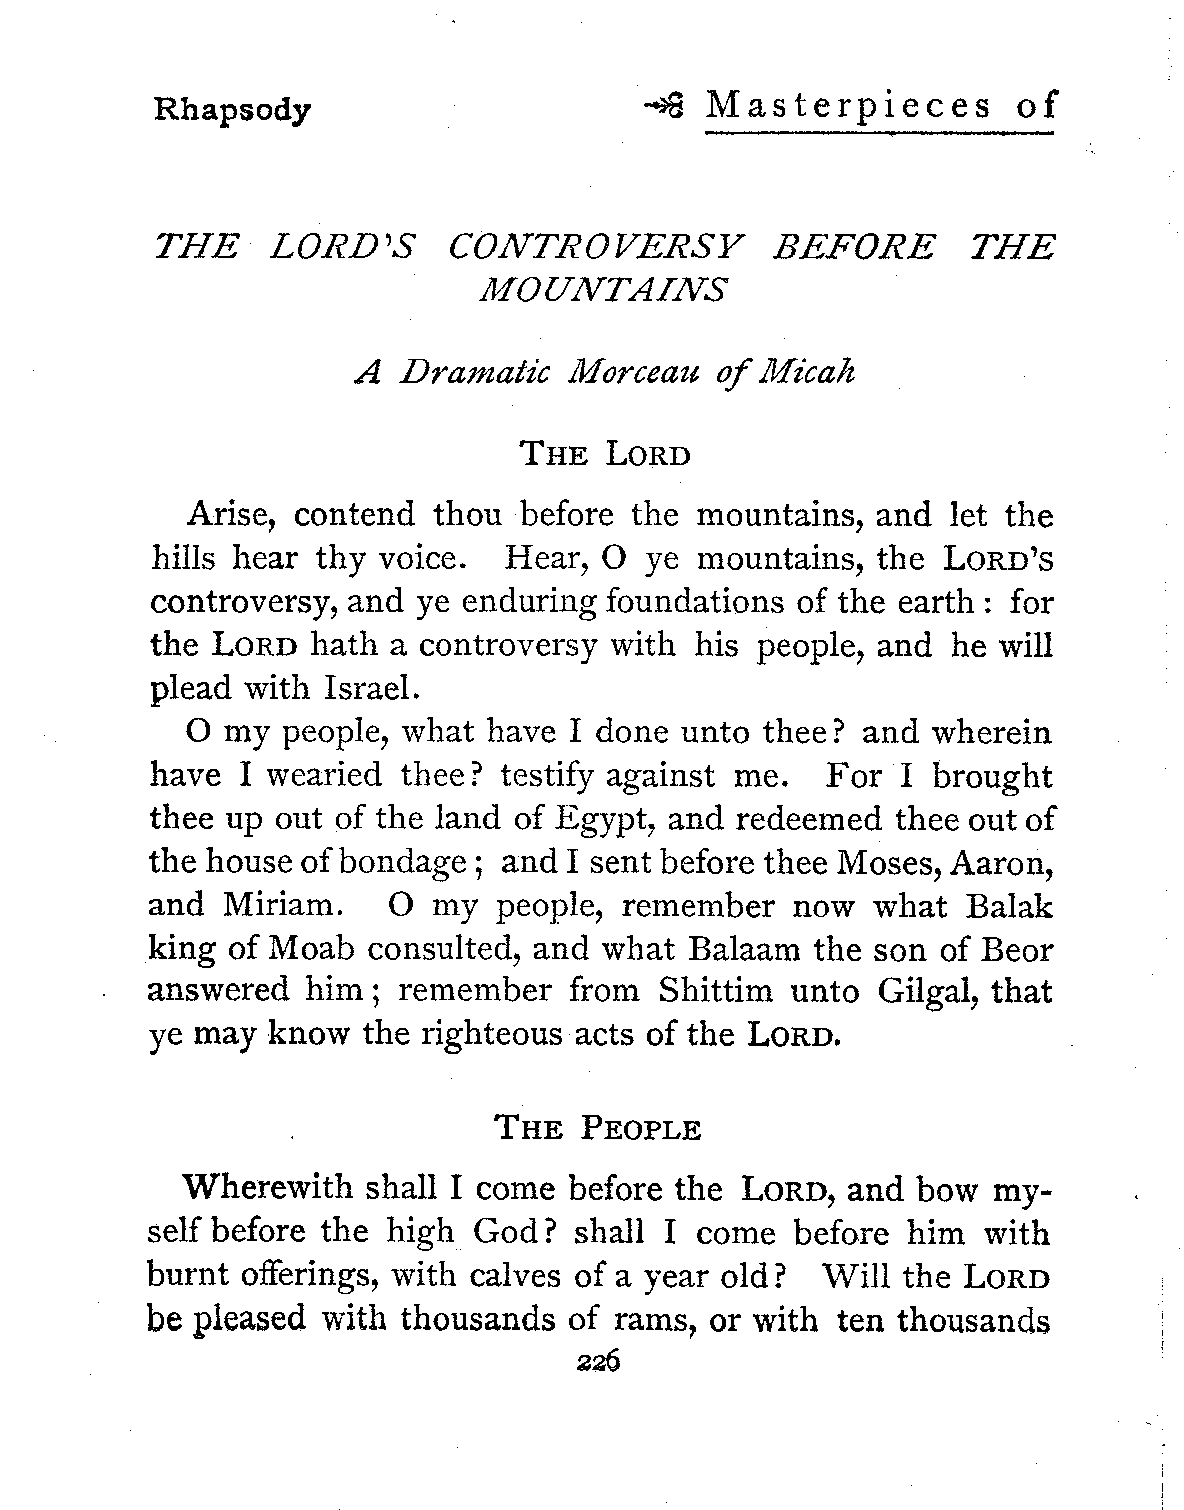 Rhapsody Masterpieces of
THE LORD'S CONTROVERSY BEFORE THE
MOUNTAINS
A Dramatic Morceau of Micah
THE LORD
Arise, contend thou before the mountains, and let the
hills hear thy voice. Hear, O ye mountains, the LORD'S
controversy, and ye enduring foundations of the earth : for
the LORD hath a controversy with his people, and he will
plead with Israel.
O my people, what have I done unto thee? and wherein
have I wearied thee? testify against me. For I brought
thee up out of the land of Egypt, and redeemed thee out of
the house of bondage ; and I sent before thee Moses, Aaron,
and Miriam. O my people, remember now what Balak
king of Moab consulted, and what Balaam the son of Beor
answered him ; remember from Shittim unto Gilgal, that
ye may know the righteous acts of the LORD.
THE PEOPLE
Wherewith shall I come before the LORD, and bow my-
self before the high God? shall I come before him with
burnt offerings, with calves of a year old? Will the LORD
be pleased with thousands of rams, or with ten thousands
226